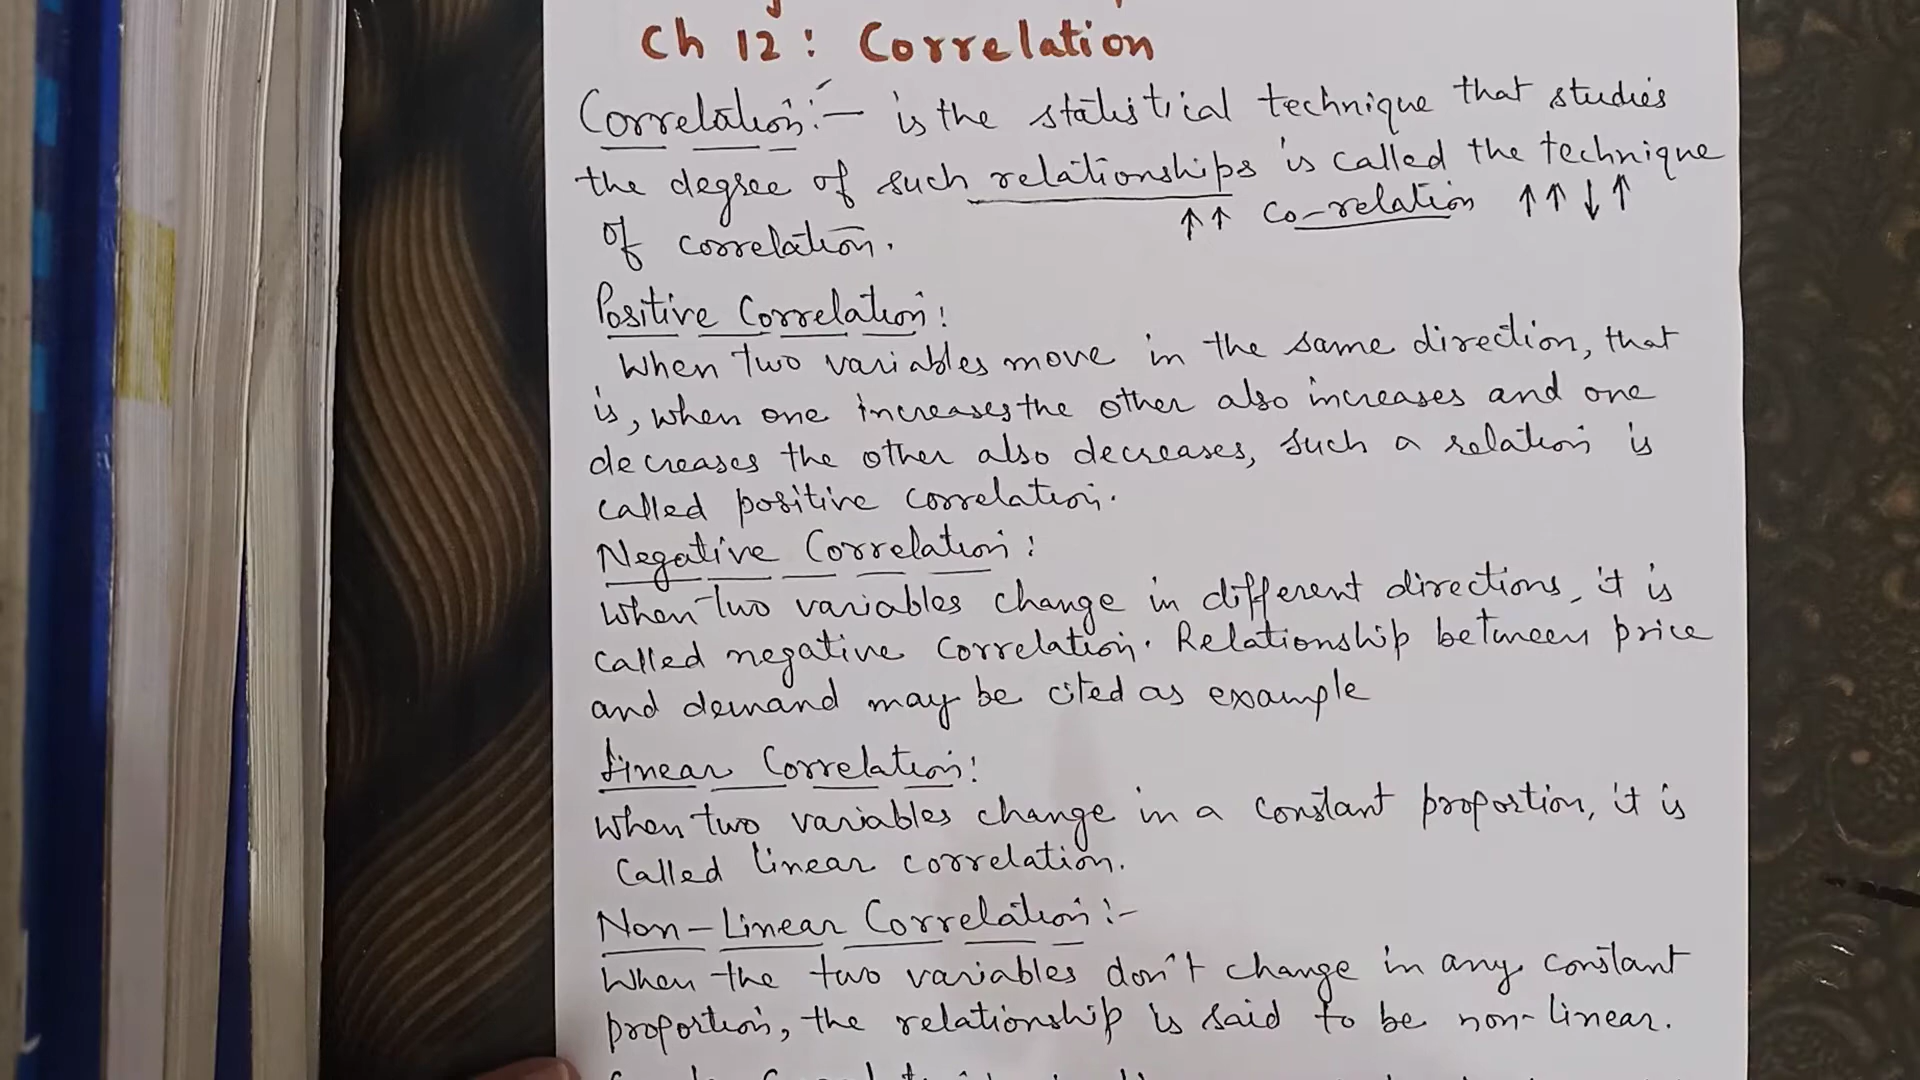 Ch 12: Correlation
Correlation:- is the statistical technique that studies
the degree of such relationships is called the technique
↑↑ Co-relation ↑↑↓↑
of correlation.
Positive Correlation:
When two variables move in the same direction, that
is, when one increases the other also increases and one
decreases the other also decreases, such a relation is
called positive correlation.
Negative Correlation:
When two variables change in different directions, it is
called negative correlation. Relationship between price
and demand may be cited as example
Linear Correlation:
When two variables change in a constant proportion, it is
called linear correlation.
Non-Linear Correlation:-
When the two variables don't change in any constant
proportion, the relationship is said to be non-linear.